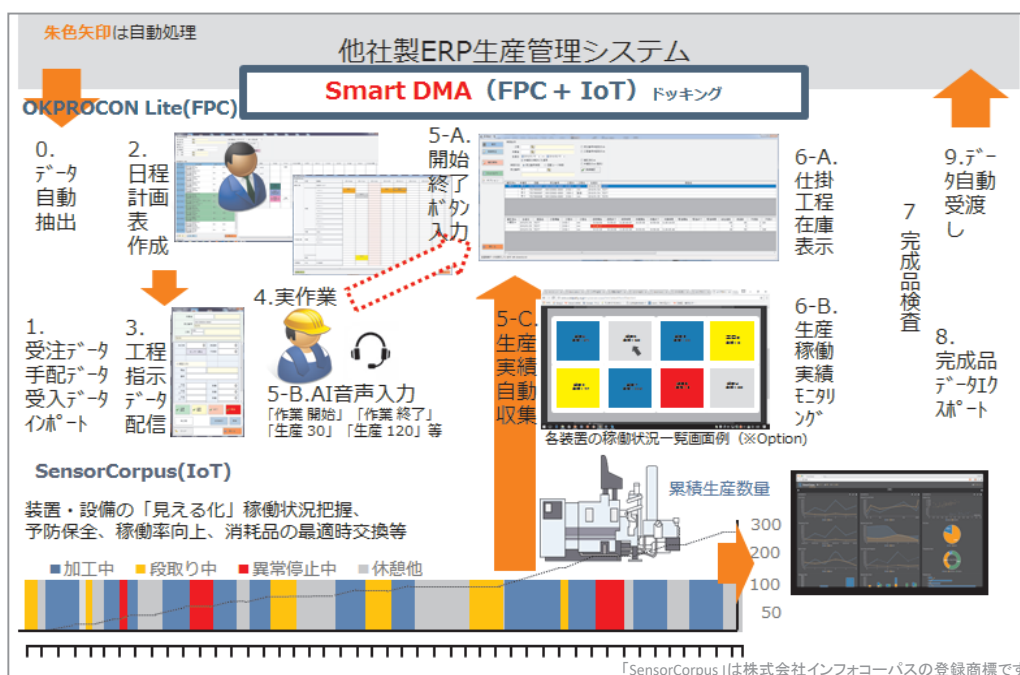 朱色矢印は自動処理
他社製ERP生産管理システム
Smart DMA（FPC + IoT）ドッキング
OKPROCON Lite(FPC)
0.
データ
自動
抽出
2.
日程
計画
表
作成
5-A.
開始
終了
ﾎﾞﾀﾝ
入力
6-A.
仕掛
工程
在庫
表示
7
完成品検査
9.ﾃﾞｰ
ﾀ自動
受渡
し
1.
受注ﾃﾞｰﾀ
手配ﾃﾞｰﾀ
受入ﾃﾞｰﾀ
ｲﾝﾎﾟｰﾄ
3.
工程
指示
ﾃﾞｰﾀ
配信
4.実作業
5-B.AI音声入力
「作業 開始」「作業 終了」
「生産 30」「生産 120」等
5-C.
生産
実績
自動
収集
6-B.
生産
稼働
実績
ﾓﾆﾀﾘ
ﾝｸﾞ
8.
完成品
ﾃﾞｰﾀｴｸ
ｽﾎﾟｰﾄ
各装置の稼働状況一覧画面例（※Option)
SensorCorpus(IoT)
装置・設備の「見える化」稼働状況把握、
予防保全、稼働率向上、消耗品の最適時交換等
■加工中 ■段取り中 ■異常停止中 ■休憩他
累積生産数量
300
200
100
50
「SensorCorpus」は株式会社インフォコーパスの登録商標です